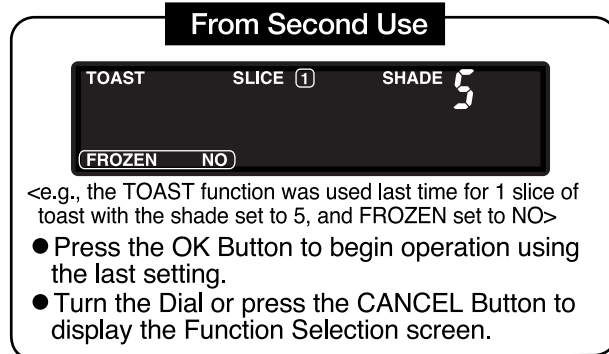 From Second Use
TOAST SLICE 1 SHADE 5
FROZEN NO
<e.g., the TOAST function was used last time for 1 slice of
toast with the shade set to 5, and FROZEN set to NO>
●Press the OK Button to begin operation using
the last setting.
●Turn the Dial or press the CANCEL Button to
display the Function Selection screen.